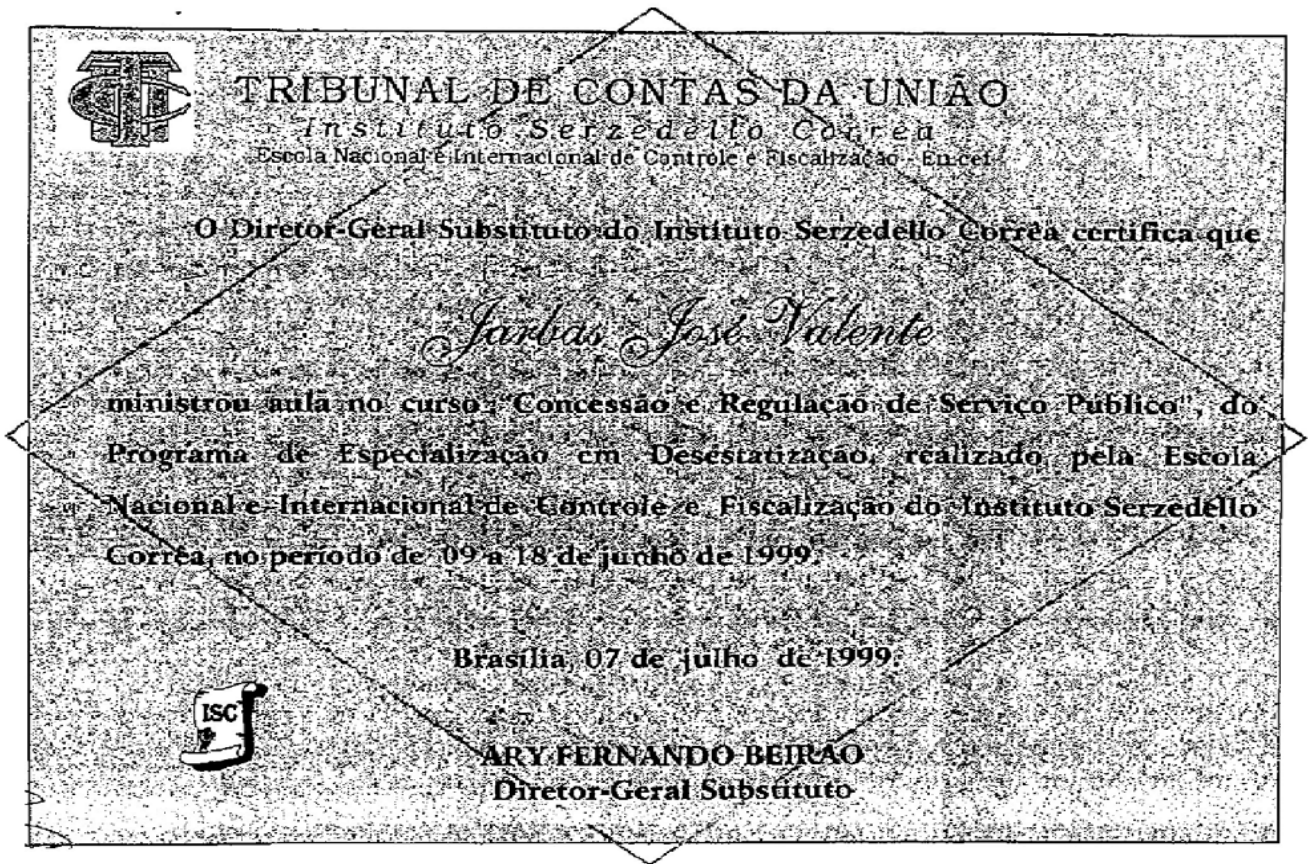 TRIBUNAL DE CONTAS DA UNIÃO
Instituto Serzedello Corrêa
Escola Nacional e Internacional de Controle e Fiscalização - Encef
O Diretor-Geral Substituto do Instituto Serzedello Corrêa certifica que
Jarbas José Valente
ministrou aula no curso "Concessão e Regulação de Serviço Público", do
Programa de Especialização em Desestatização, realizado pela Escola
Nacional e Internacional de Controle e Fiscalização do Instituto Serzedello
Corrêa, no período de 09 a 18 de junho de 1999.
Brasília, 07 de julho de 1999.
ISC
ARY FERNANDO BEIRÃO
Diretor-Geral Substituto